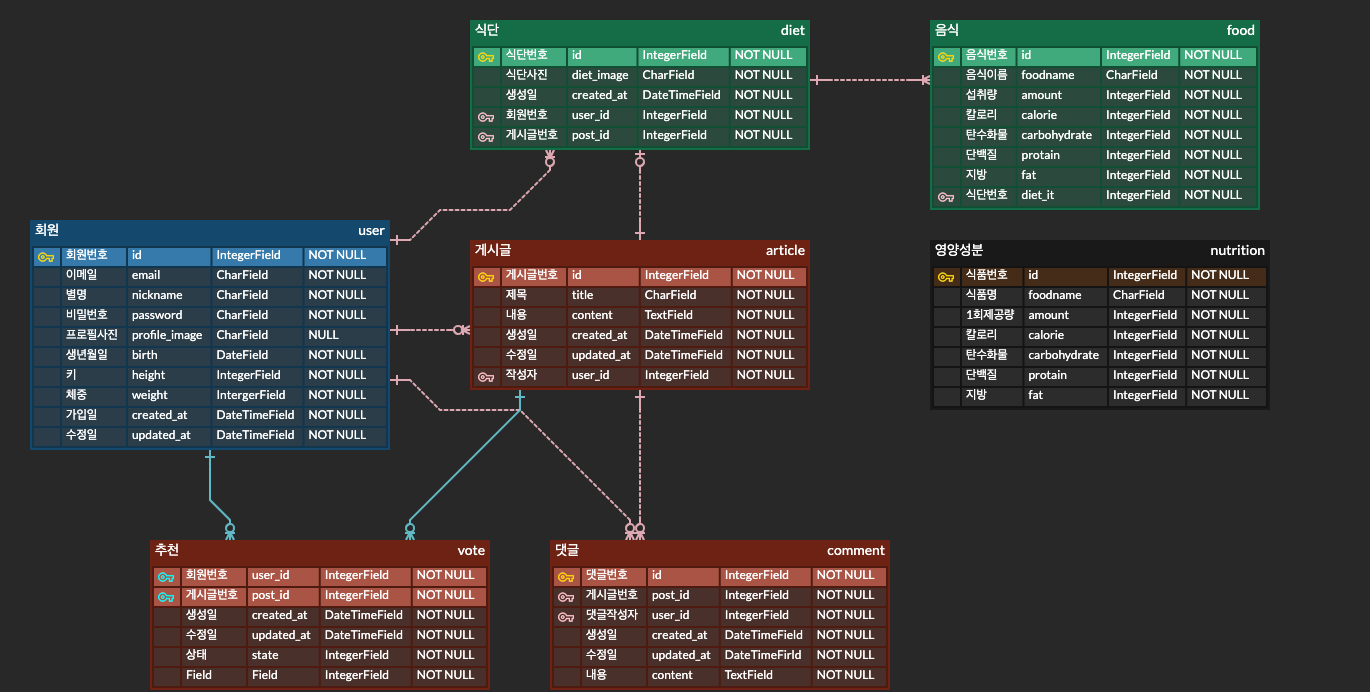 식단 diet
식단번호 id IntegerField NOT NULL
식단사진 diet_image CharField NOT NULL
생성일 created_at DateTimeField NOT NULL
회원번호 user_id IntegerField NOT NULL
게시글번호 post_id IntegerField NOT NULL
음식 food
음식번호 id IntegerField NOT NULL
음식이름 foodname CharField NOT NULL
섭취량 amount IntegerField NOT NULL
칼로리 calorie IntegerField NOT NULL
탄수화물 carbohydrate IntegerField NOT NULL
단백질 protain IntegerField NOT NULL
지방 fat IntegerField NOT NULL
식단번호 diet_it IntegerField NOT NULL
회원 user
회원번호 id IntegerField NOT NULL
이메일 email CharField NOT NULL
별명 nickname CharField NOT NULL
비밀번호 password CharField NOT NULL
프로필사진 profile_image CharField NULL
생년월일 birth DateField NOT NULL
키 height IntegerField NOT NULL
체중 weight IntergerField NOT NULL
가입일 created_at DateTimeField NOT NULL
수정일 updated_at DateTimeField NOT NULL
게시글 article
게시글번호 id IntegerField NOT NULL
제목 title CharField NOT NULL
내용 content TextField NOT NULL
생성일 created_at DateTimeField NOT NULL
수정일 updated_at DateTimeField NOT NULL
작성자 user_id IntegerField NOT NULL
영양성분 nutrition
식품번호 id IntegerField NOT NULL
식품명 foodname CharField NOT NULL
1회제공량 amount IntegerField NOT NULL
칼로리 calorie IntegerField NOT NULL
탄수화물 carbohydrate IntegerField NOT NULL
단백질 protain IntegerField NOT NULL
지방 fat IntegerField NOT NULL
추천 vote
회원번호 user_id IntegerField NOT NULL
게시글번호 post_id IntegerField NOT NULL
생성일 created_at DateTimeField NOT NULL
수정일 updated_at DateTimeField NOT NULL
상태 state IntegerField NOT NULL
Field Field IntegerField NOT NULL
댓글 comment
댓글번호 id IntegerField NOT NULL
게시글번호 post_id IntegerField NOT NULL
댓글작성자 user_id IntegerField NOT NULL
생성일 created_at DateTimeField NOT NULL
수정일 updated_at DateTimeFirld NOT NULL
내용 content TextField NOT NULL